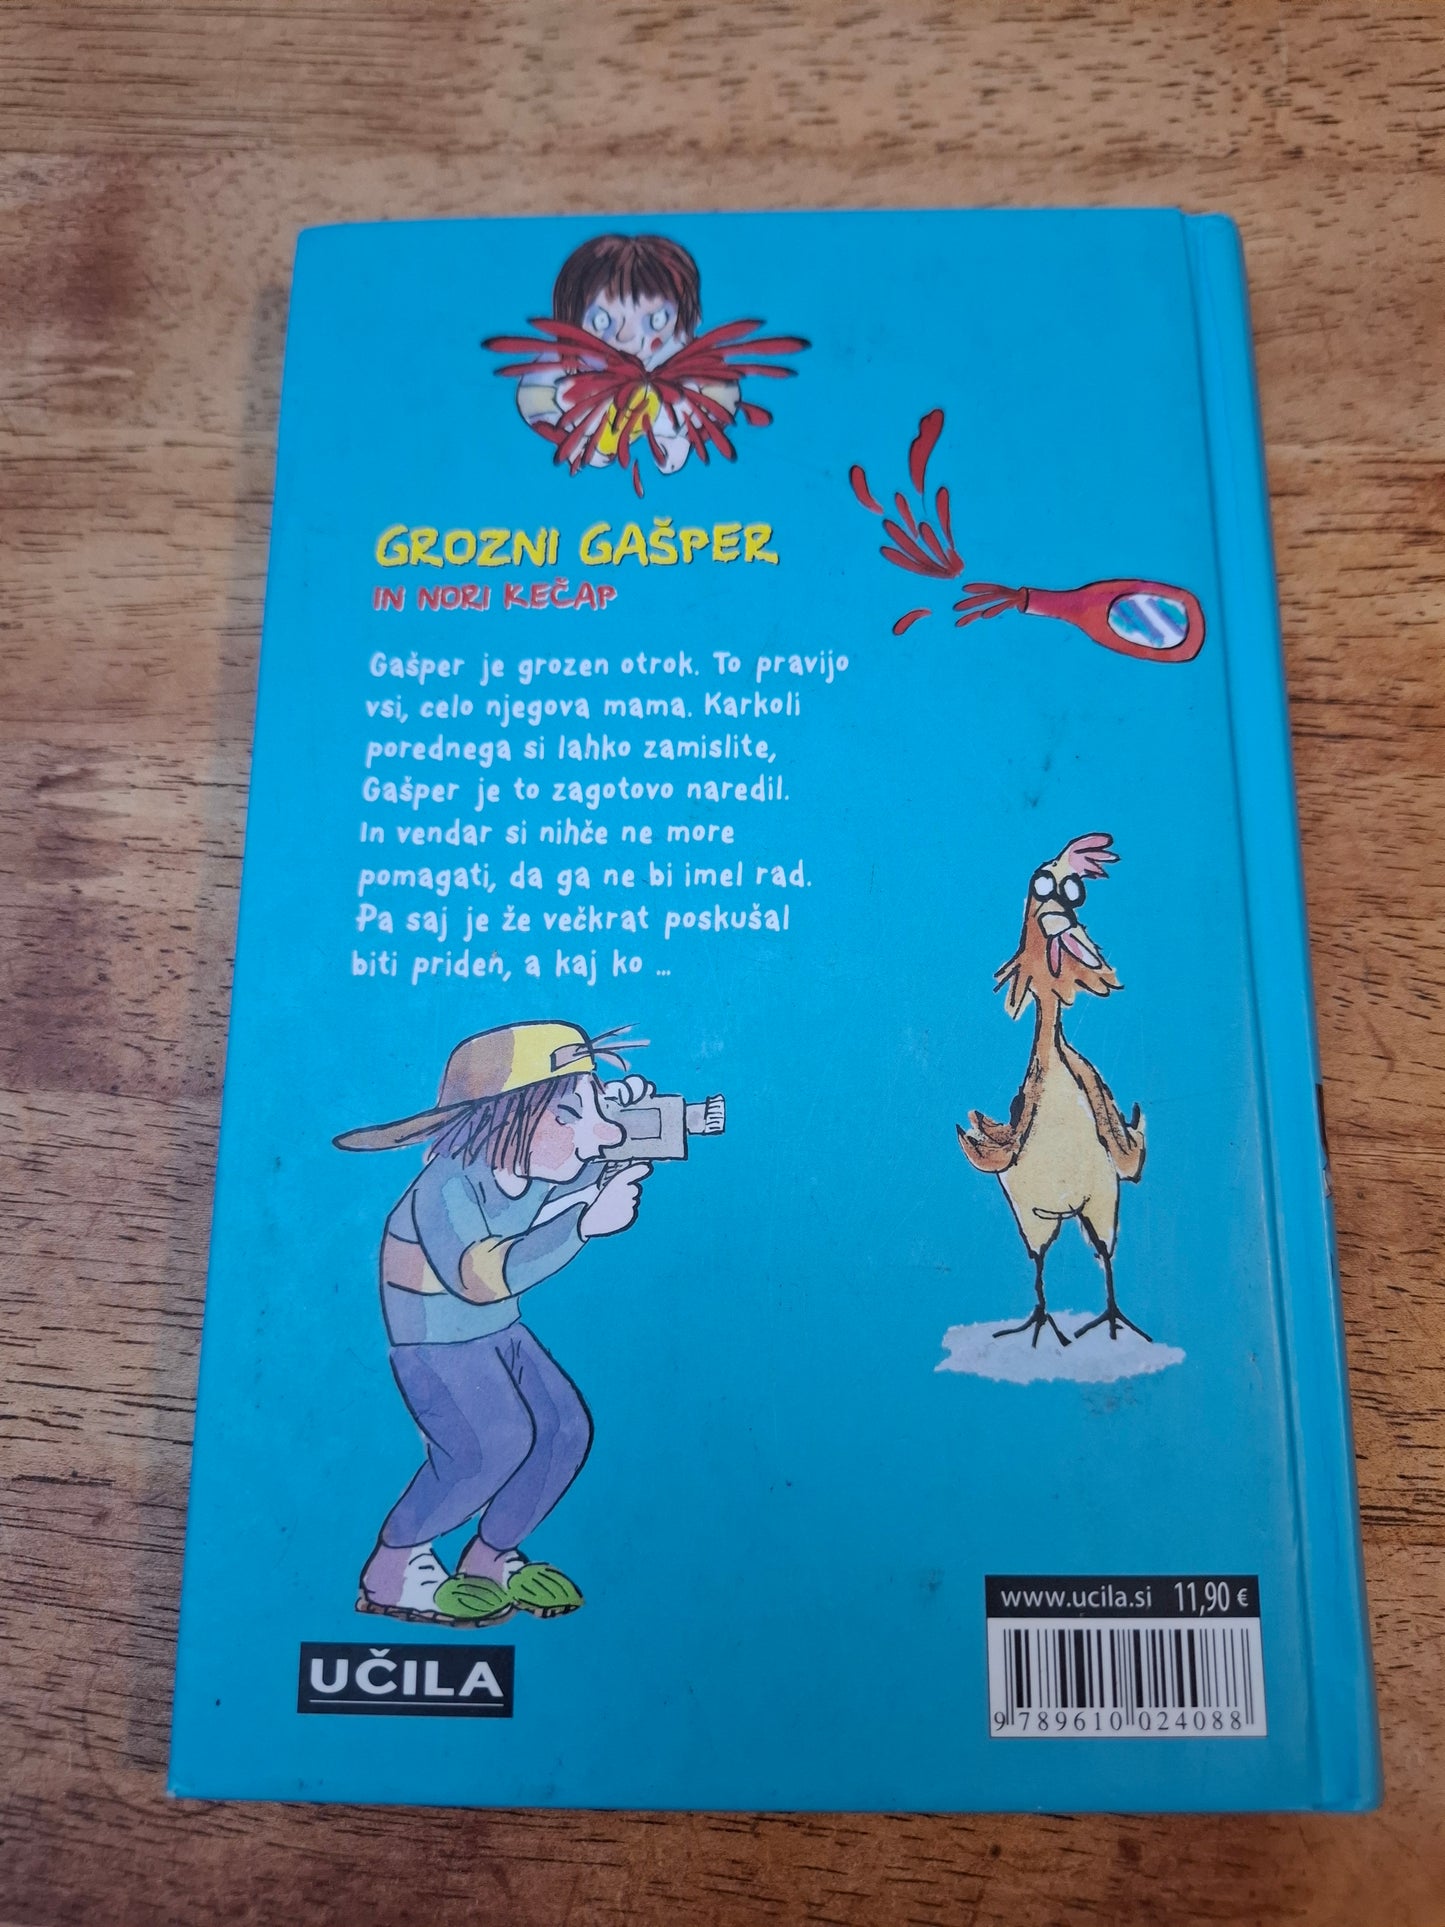 GROZNI GAŠPER
IN NORI KEČAP
Gašper je grozen otrok. To pravijo
vsi, celo njegova mama. Karkoli
porednega si lahko zamislite,
Gašper je to zagotovo naredil.
In vendar si nihče ne more
pomagati, da ga ne bi imel rad.
Pa saj je že večkrat poskušal
biti priden, a kaj ko ...
UČILA
www.ucila.si 11,90 €
9 789610 024088